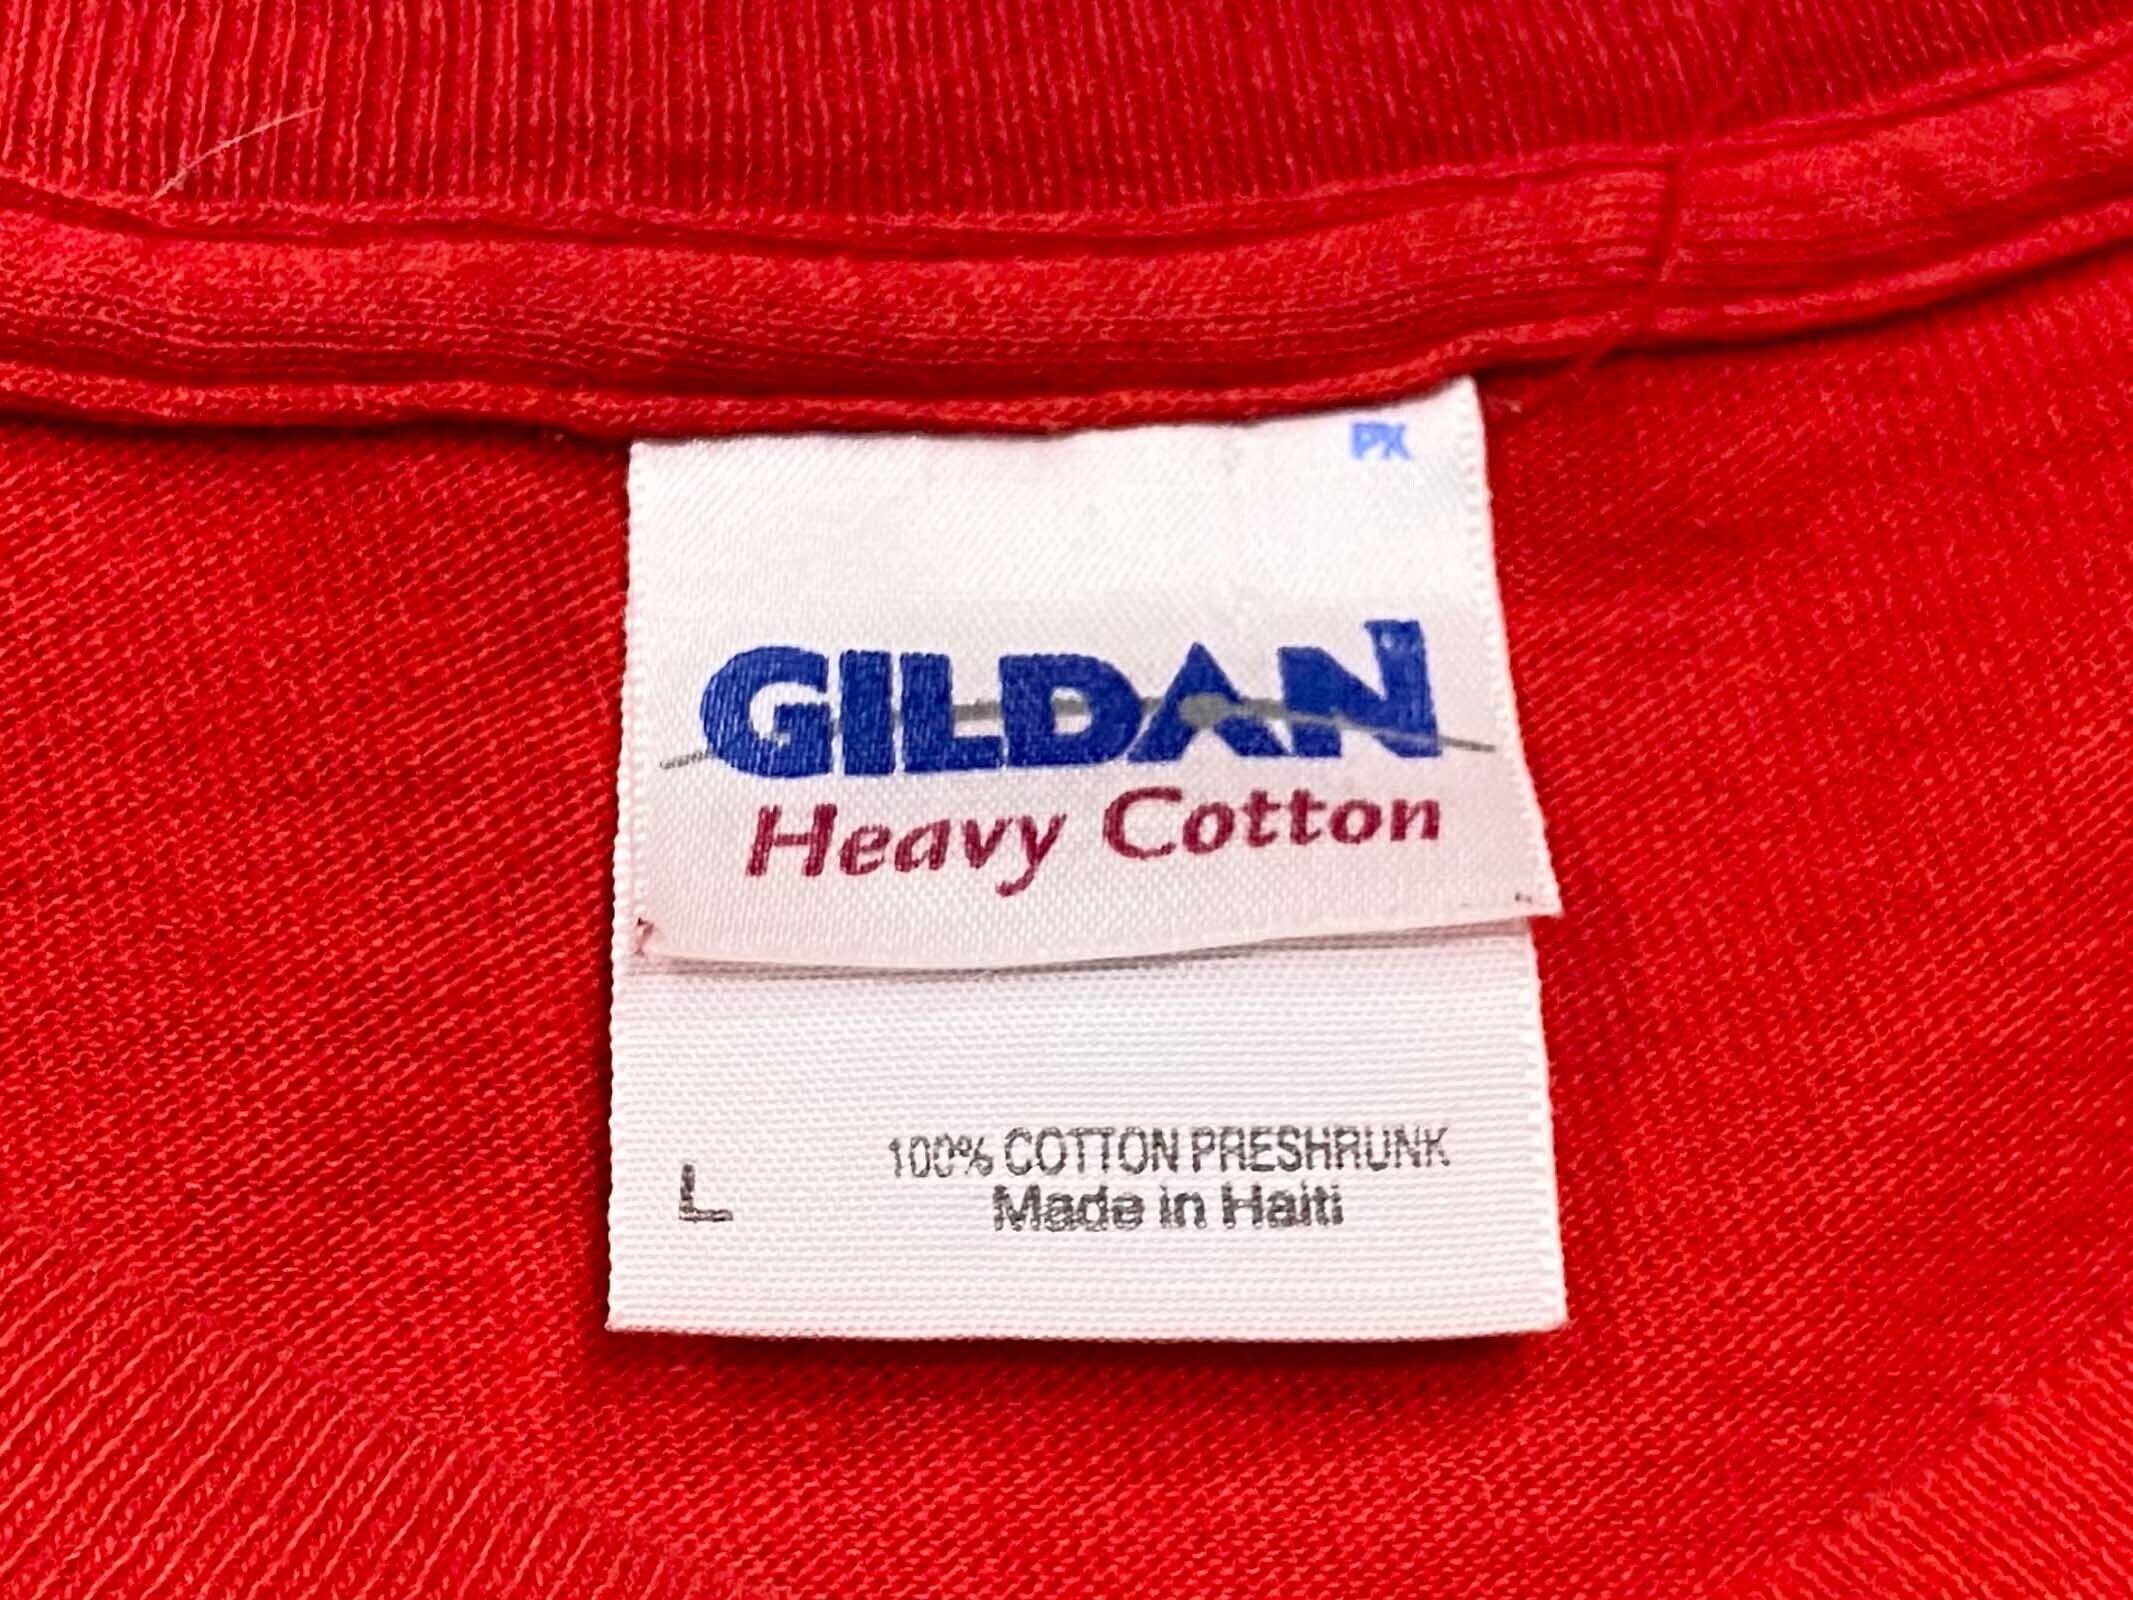 PX
GILDAN
Heavy Cotton
100% COTTON PRESHRUNK
L
Made in Haiti